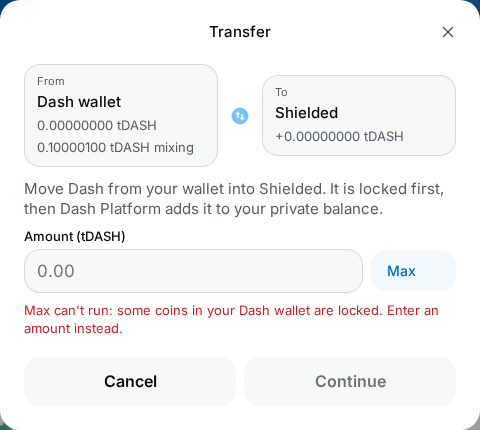 Transfer
From
Dash wallet
0.00000000 tDASH
0.10000100 tDASH mixing
To
Shielded
+0.00000000 tDASH
Move Dash from your wallet into Shielded. It is locked first,
then Dash Platform adds it to your private balance.
Amount (tDASH)
0.00
Max
Max can't run: some coins in your Dash wallet are locked. Enter an
amount instead.
Cancel
Continue